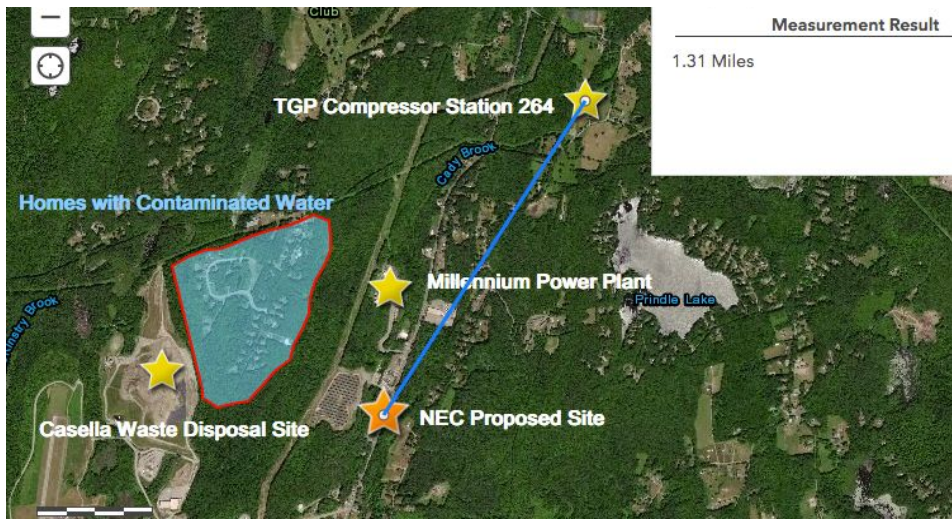 Club
Measurement Result
1.31 Miles
TGP Compressor Station 264
Cady Brook
Homes with Contaminated Water
Millennium Power Plant
Prindle Lake
Brook
Casella Waste Disposal Site
NEC Proposed Site